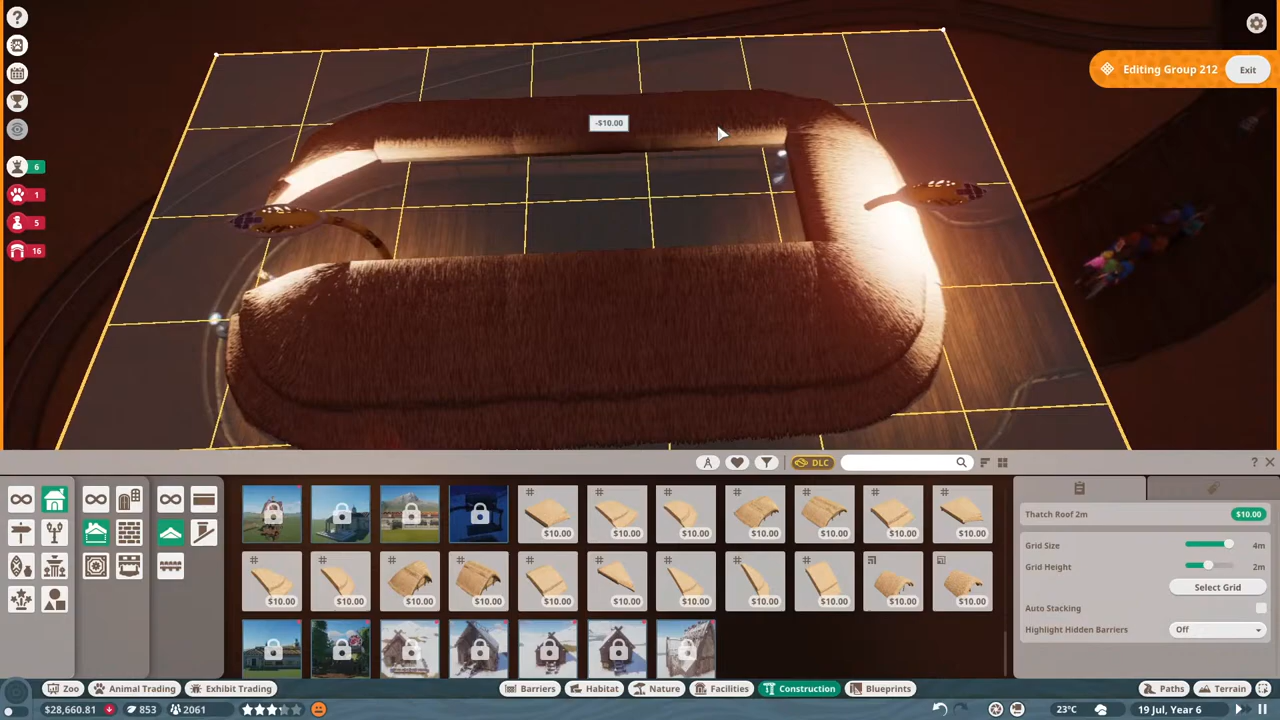 ?
Editing Group 212
Exit
-$10.00
6
1
5
16
DLC
?
$10.00 $10.00 $10.00 $10.00 $10.00 $10.00 $10.00
$10.00 $10.00 $10.00 $10.00 $10.00 $10.00 $10.00 $10.00 $10.00 $10.00 $10.00
Thatch Roof 2m
$10.00
Grid Size
4m
Grid Height
2m
Select Grid
Auto Stacking
Highlight Hidden Barriers
Off
Zoo
Animal Trading
Exhibit Trading
Barriers
Habitat
Nature
Facilities
Construction
Blueprints
Paths
Terrain
$28,660.81
853
2061
23°C
19 Jul, Year 6